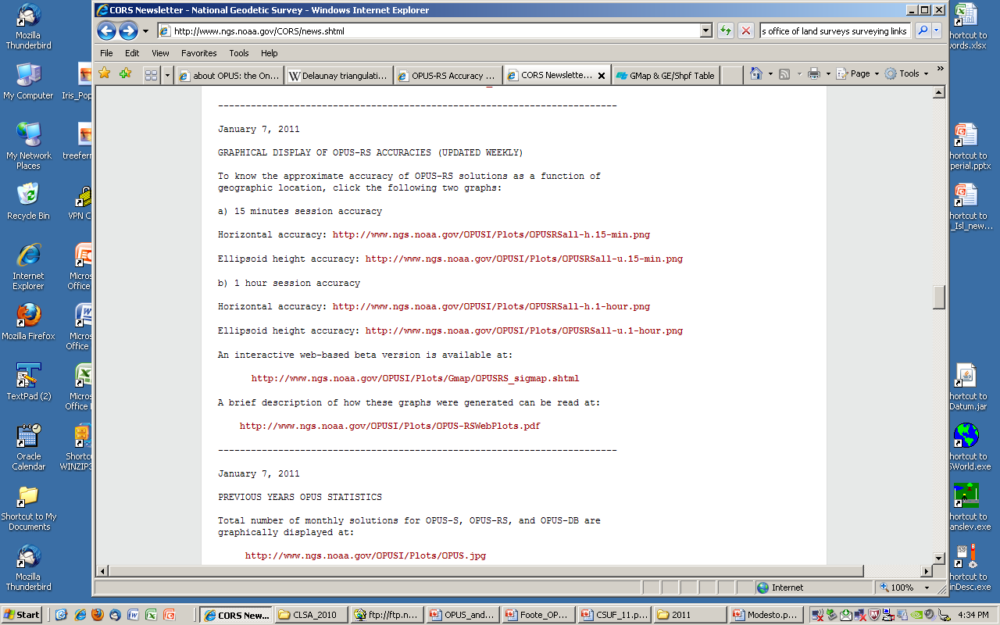 CORS Newsletter - National Geodetic Survey - Windows Internet Explorer
http://www.ngs.noaa.gov/CORS/news.shtml
s office of land surveys surveying links
File Edit View Favorites Tools Help
about OPUS: the On... Delaunay triangulati... OPUS-RS Accuracy ... CORS Newslette... GMap & GE/Shpf Table Page Tools
------------------------------------------------------------------------
January 7, 2011
GRAPHICAL DISPLAY OF OPUS-RS ACCURACIES (UPDATED WEEKLY)
To know the approximate accuracy of OPUS-RS solutions as a function of
geographic location, click the following two graphs:
a) 15 minutes session accuracy
Horizontal accuracy: http://www.ngs.noaa.gov/OPUSI/Plots/OPUSRSall-h.15-min.png
Ellipsoid height accuracy: http://www.ngs.noaa.gov/OPUSI/Plots/OPUSRSall-u.15-min.png
b) 1 hour session accuracy
Horizontal accuracy: http://www.ngs.noaa.gov/OPUSI/Plots/OPUSRSall-h.1-hour.png
Ellipsoid height accuracy: http://www.ngs.noaa.gov/OPUSI/Plots/OPUSRSall-u.1-hour.png
An interactive web-based beta version is available at:
http://www.ngs.noaa.gov/OPUSI/Plots/Gmap/OPUSRS_sigmap.shtml
A brief description of how these graphs were generated can be read at:
http://www.ngs.noaa.gov/OPUSI/Plots/OPUS-RSWebPlots.pdf
------------------------------------------------------------------------
January 7, 2011
PREVIOUS YEARS OPUS STATISTICS
Total number of monthly solutions for OPUS-S, OPUS-RS, and OPUS-DB are
graphically displayed at:
http://www.ngs.noaa.gov/OPUSI/Plots/OPUS.jpg
Internet 100%
Mozilla
Thunderbird
My Computer
My Network
Places
Recycle Bin
Internet
Explorer
Mozilla Firefox
TextPad (2)
Oracle
Calendar
Shortcut to My
Documents
Mozilla
Thunderbird
Iris_Pop
treefern
VPN C
Micros
Office
Micros
Office
Micros
Office
Shortcu
WINZIP3
hortcut to
ords.xlsx
hortcut to
perial.pptx
hortcut to
_Isl_new...
hortcut to
Datum.jar
hortcut to
World.exe
hortcut to
anslev.exe
hortcut to
inDesc.exe
Start CORS New... CLSA_2010 ftp://ftp.n... OPUS_and... Foote_OP... CSUF_11.p... 2011 Modesto.p... 4:34 PM